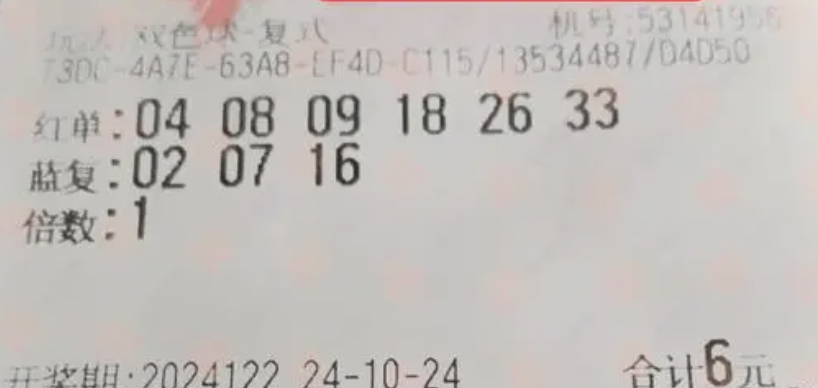 玩法:双色球-复式 机号:53141956
73DC-4A7E-63A8-EF4D-C115/13534487/D4D50
红单:04 08 09 18 26 33
蓝复:02 07 16
倍数:1
开奖期:2024122 24-10-24 合计6元